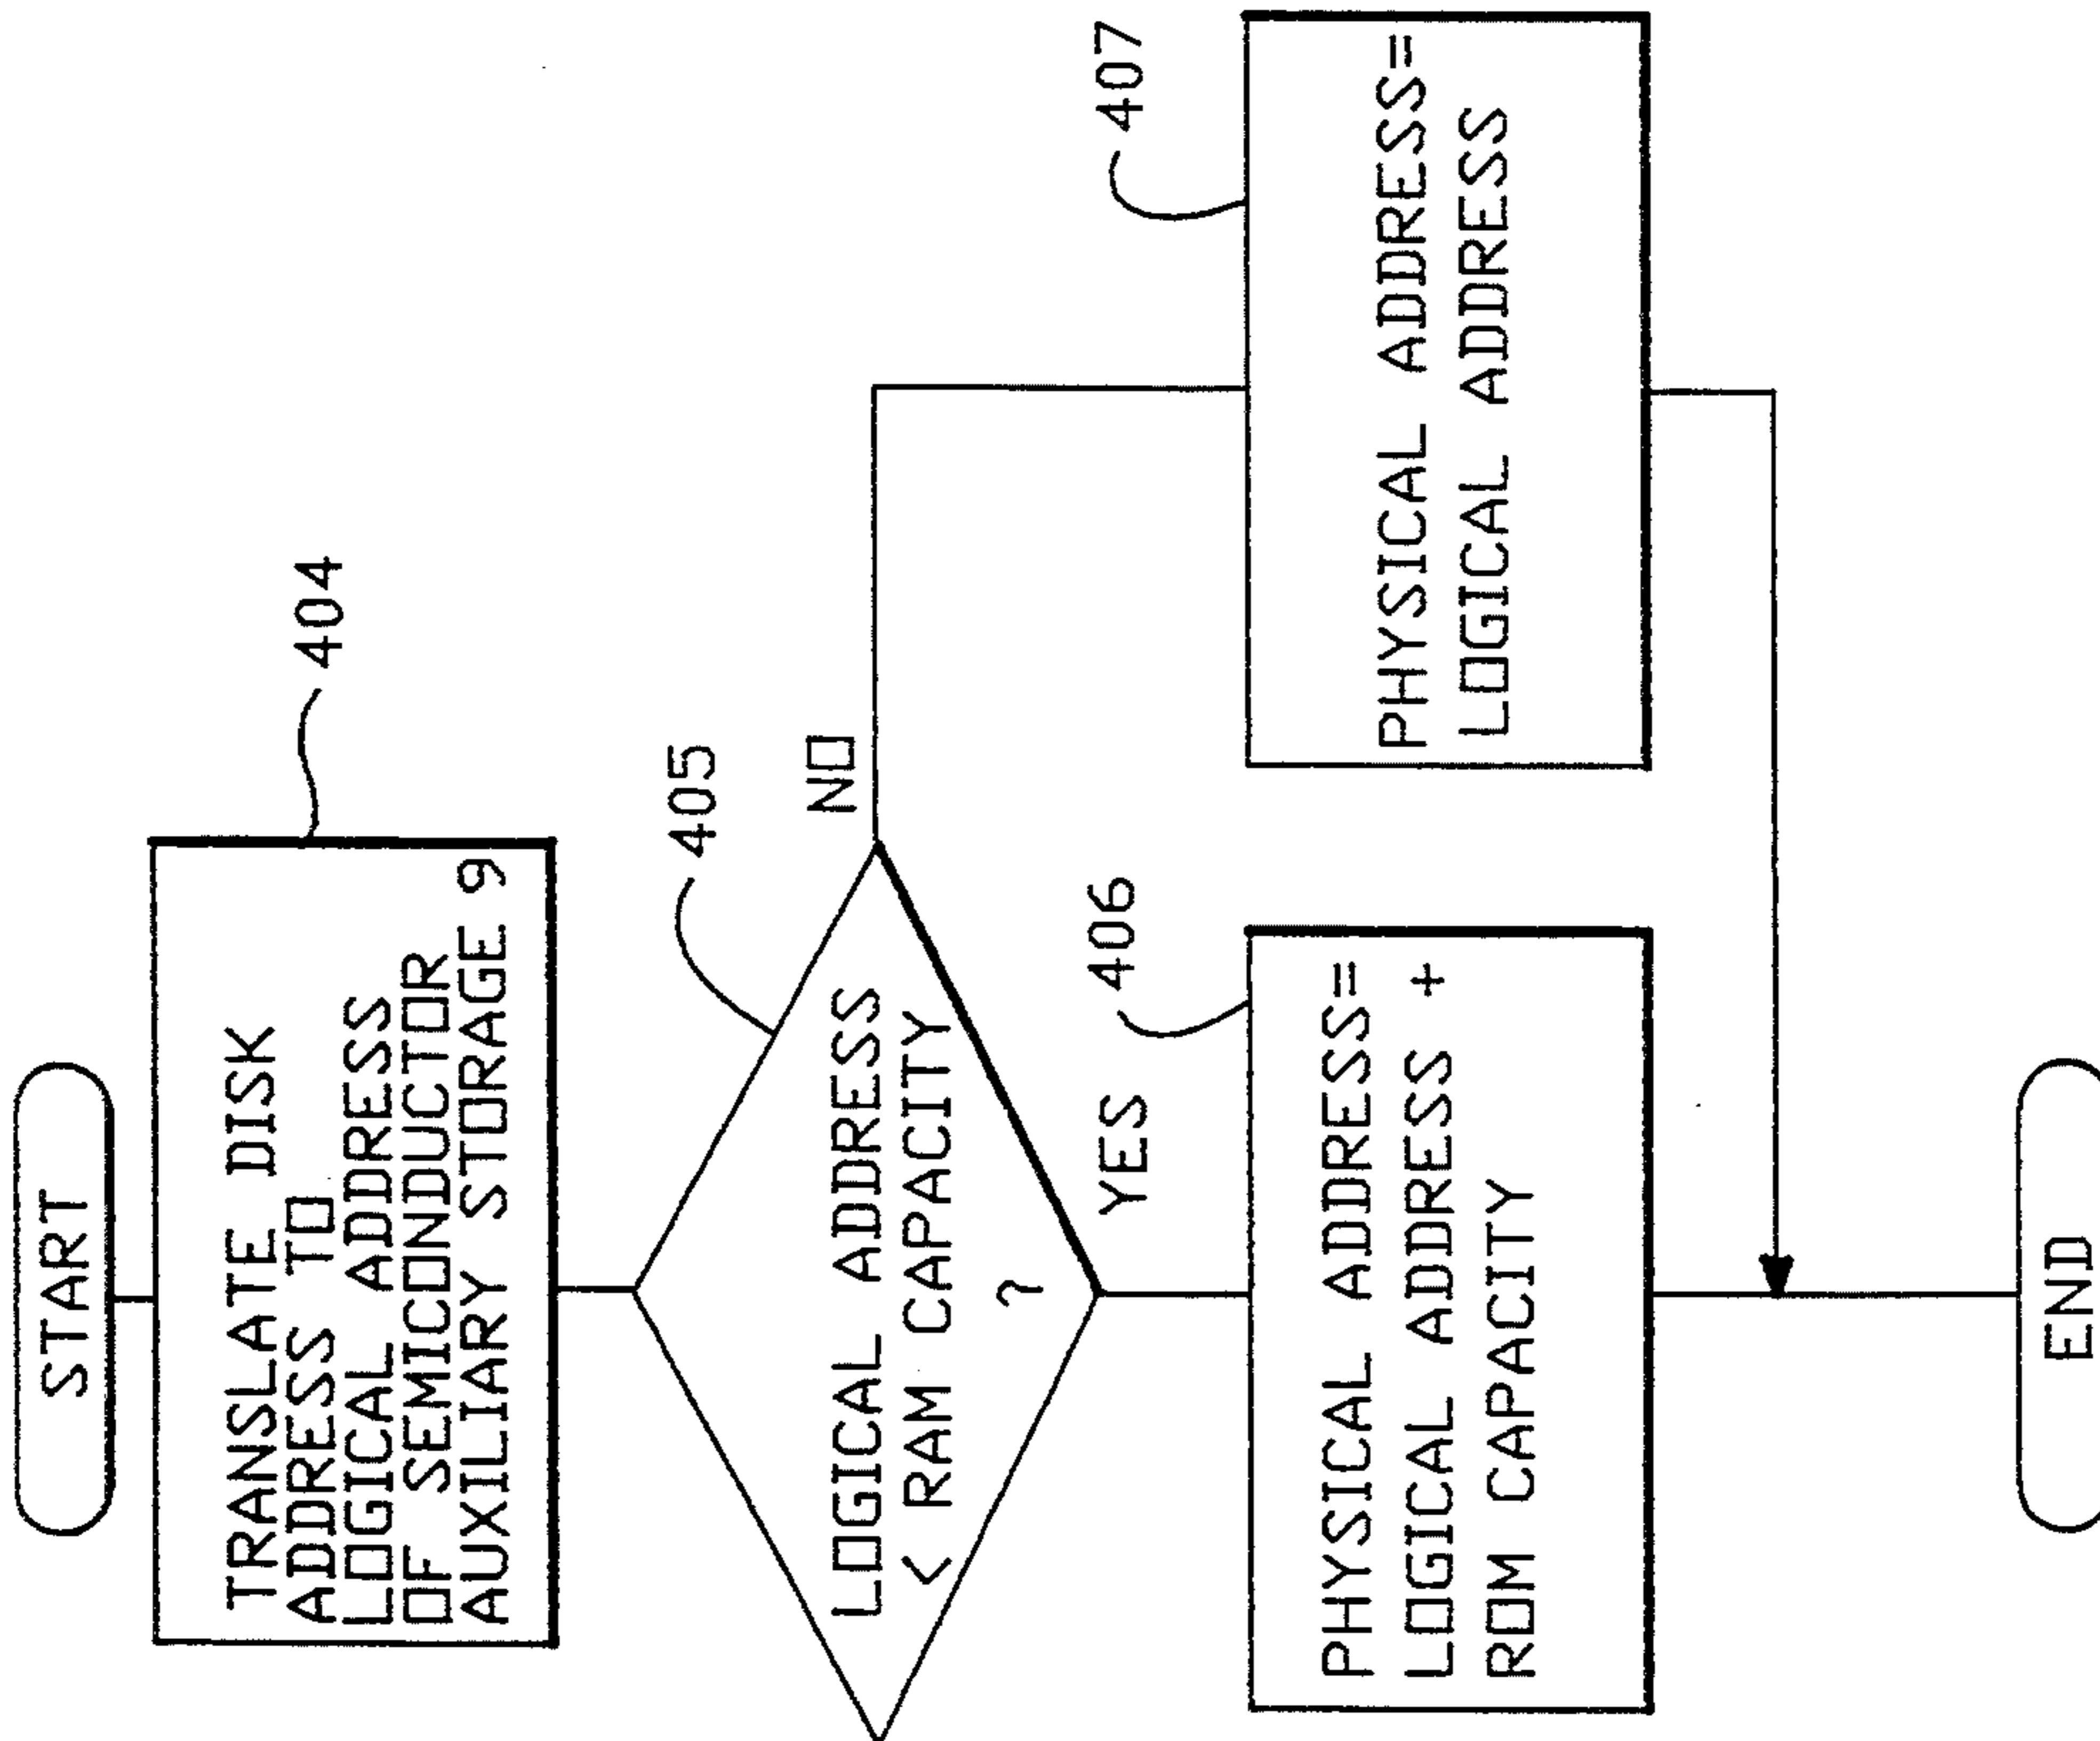 START
TRANSLATE DISK
ADDRESS TO
LOGICAL ADDRESS
OF SEMICONDUCTOR
AUXILIARY STORAGE 9
404
LOGICAL ADDRESS
< RAM CAPACITY
?
405
NO
YES
PHYSICAL ADDRESS=
LOGICAL ADDRESS +
ROM CAPACITY
406
PHYSICAL ADDRESS=
LOGICAL ADDRESS
407
END